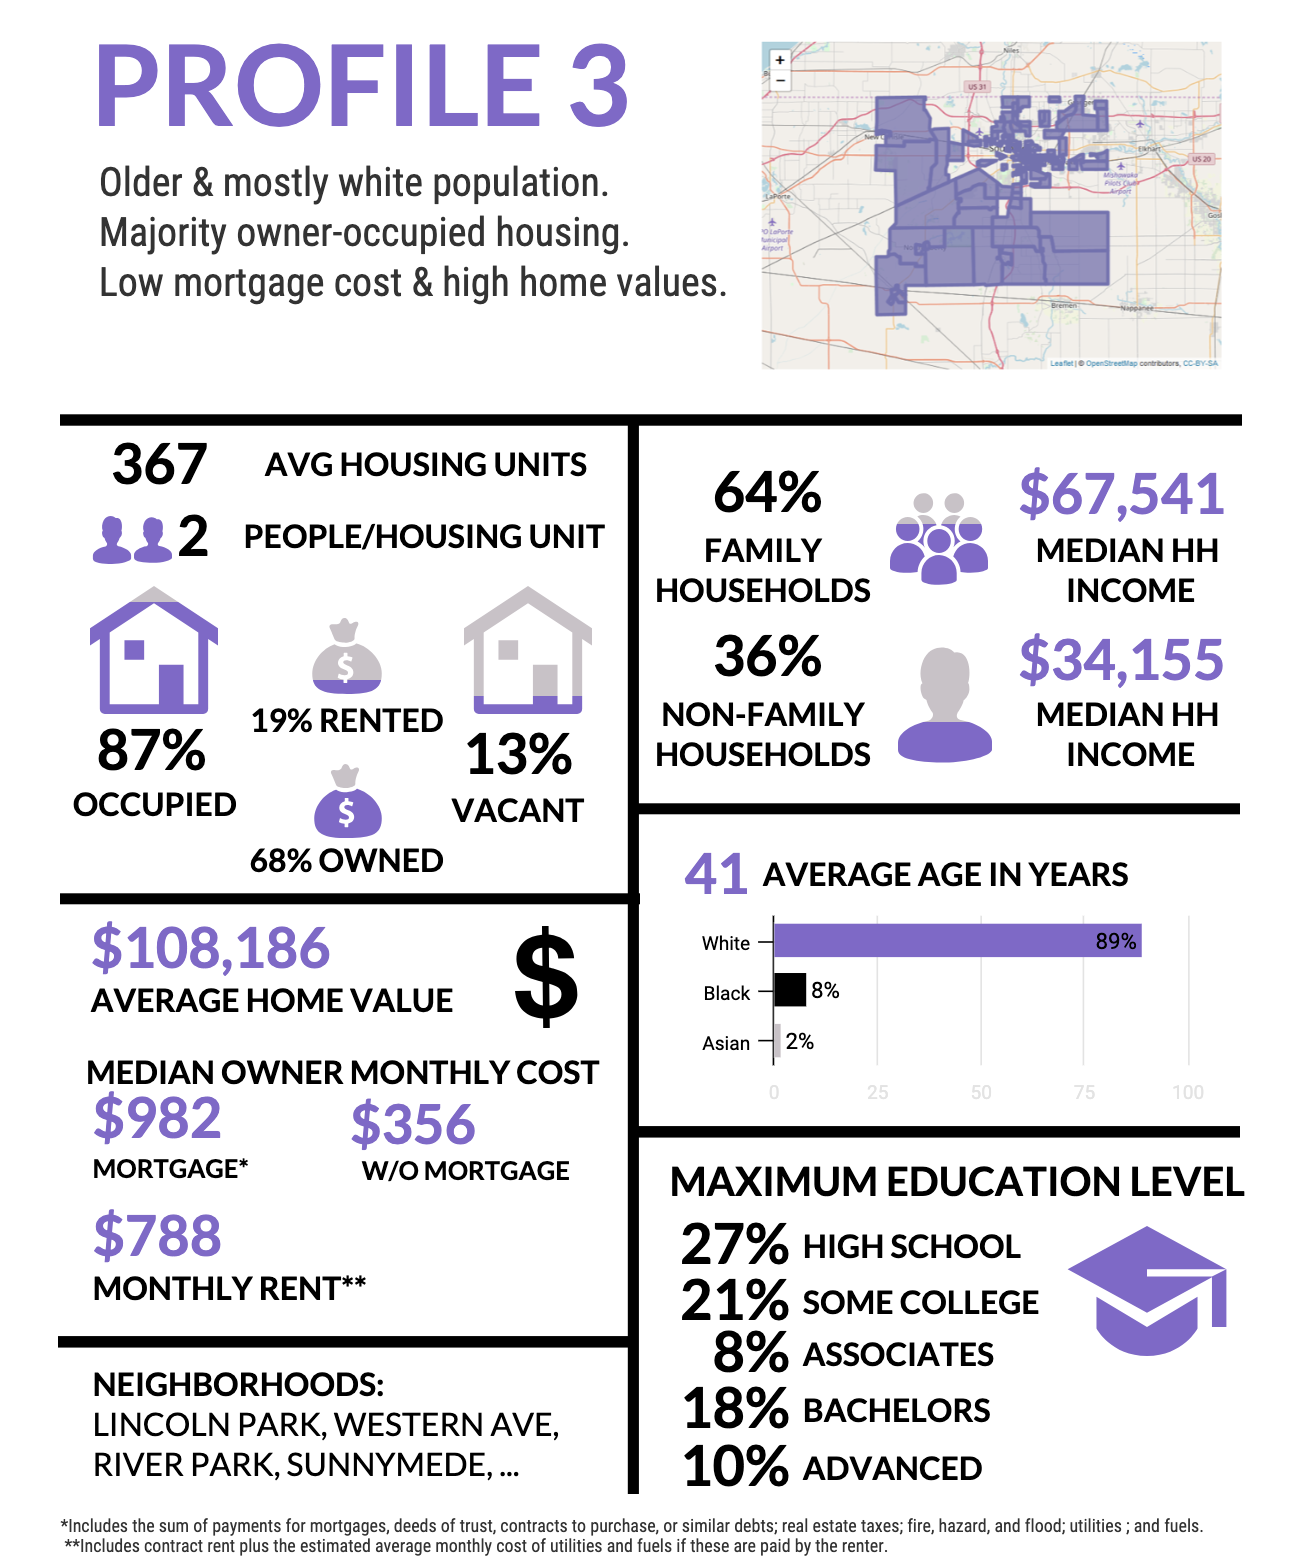 PROFILE 3
Older & mostly white population.
Majority owner-occupied housing.
Low mortgage cost & high home values.
+
−
Niles
US 31
Elkhart
US 20
Mishawaka
Pilots Club
Airport
LaPorte
Municipal
Airport
Bremen
Nappanee
Leaflet | © OpenStreetMap contributors, CC-BY-SA
367 AVG HOUSING UNITS
2 PEOPLE/HOUSING UNIT
$
19% RENTED
87%
OCCUPIED
13%
VACANT
$
68% OWNED
64%
FAMILY
HOUSEHOLDS
$67,541
MEDIAN HH
INCOME
36%
NON-FAMILY
HOUSEHOLDS
$34,155
MEDIAN HH
INCOME
41 AVERAGE AGE IN YEARS
White 89%
Black 8%
Asian 2%
0 25 50 75 100
$108,186
AVERAGE HOME VALUE
$
MEDIAN OWNER MONTHLY COST
$982 $356
MORTGAGE* W/O MORTGAGE
$788
MONTHLY RENT**
MAXIMUM EDUCATION LEVEL
27% HIGH SCHOOL
21% SOME COLLEGE
8% ASSOCIATES
18% BACHELORS
10% ADVANCED
NEIGHBORHOODS:
LINCOLN PARK, WESTERN AVE,
RIVER PARK, SUNNYMEDE, ...
*Includes the sum of payments for mortgages, deeds of trust, contracts to purchase, or similar debts; real estate taxes; fire, hazard, and flood; utilities ; and fuels.
**Includes contract rent plus the estimated average monthly cost of utilities and fuels if these are paid by the renter.